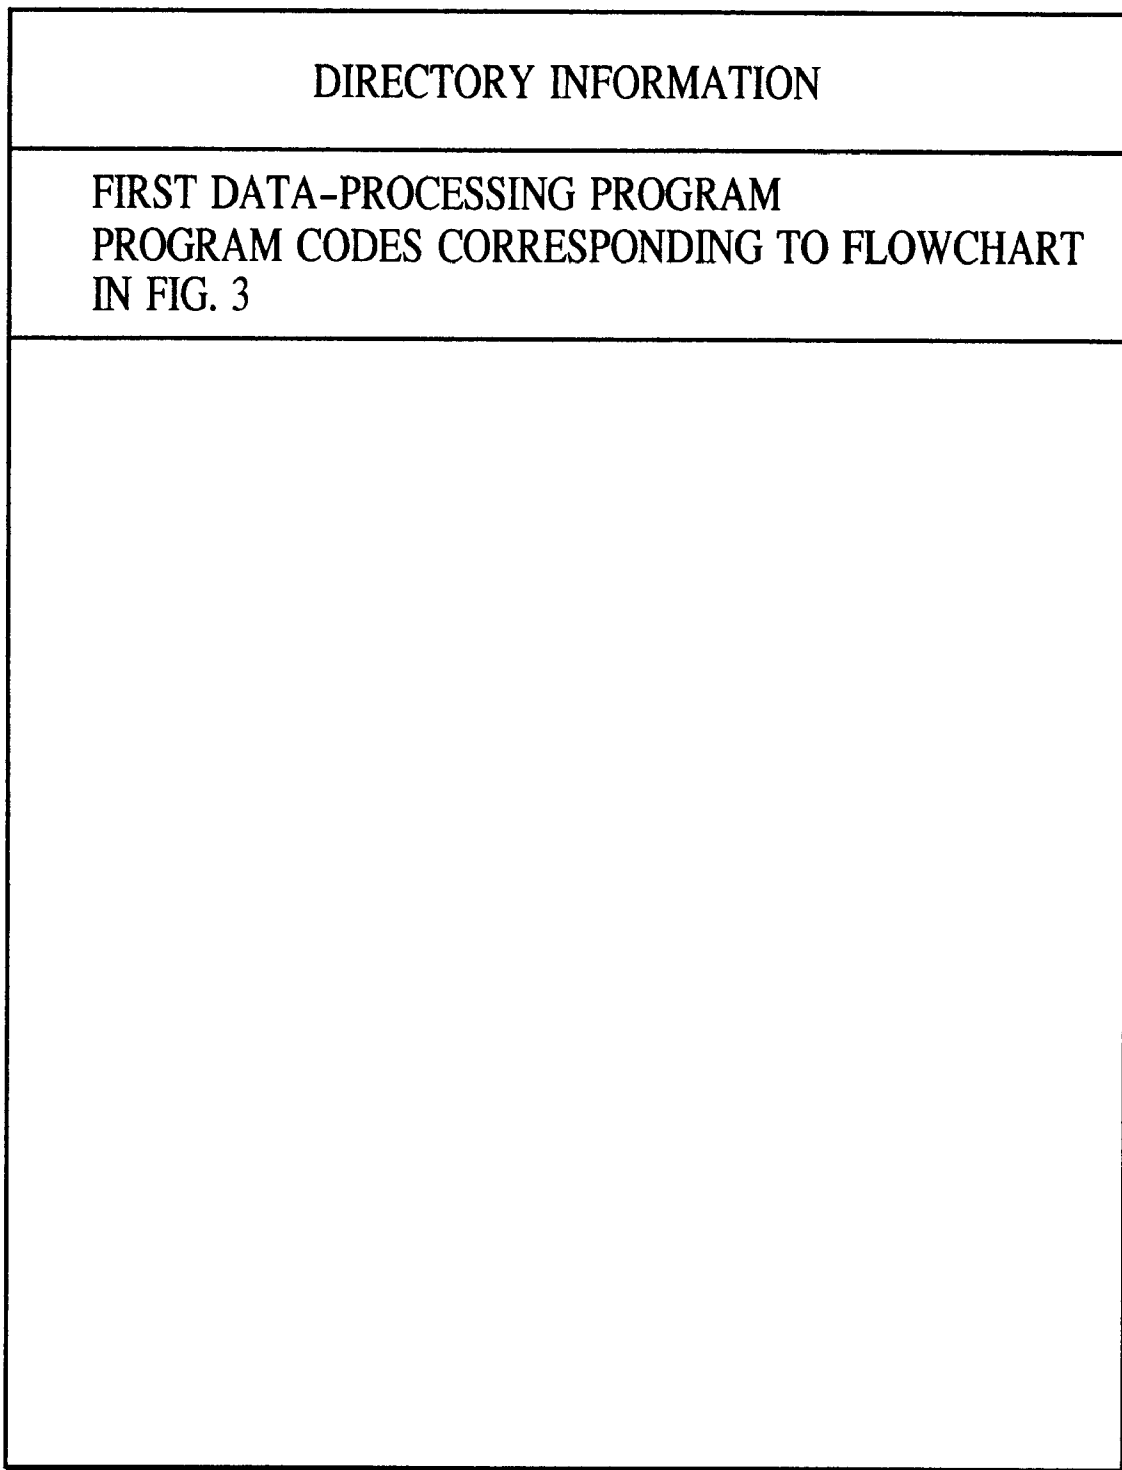 DIRECTORY INFORMATION
FIRST DATA-PROCESSING PROGRAM
PROGRAM CODES CORRESPONDING TO FLOWCHART
IN FIG. 3